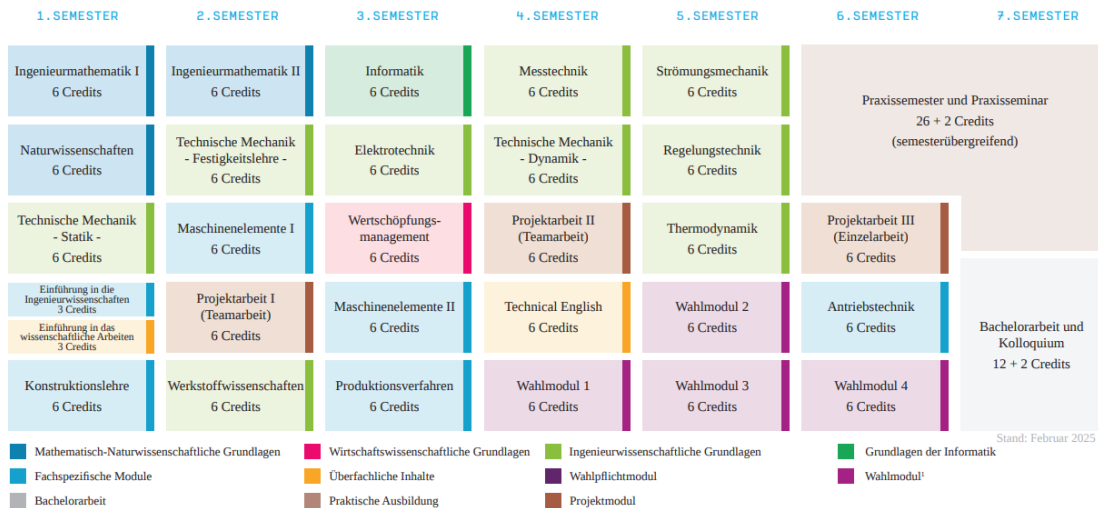 1.SEMESTER
2.SEMESTER
3.SEMESTER
4.SEMESTER
5.SEMESTER
6.SEMESTER
7.SEMESTER
Ingenieurmathematik I
6 Credits
Ingenieurmathematik II
6 Credits
Informatik
6 Credits
Messtechnik
6 Credits
Strömungsmechanik
6 Credits
Praxissemester und Praxisseminar
26 + 2 Credits
(semesterübergreifend)
Naturwissenschaften
6 Credits
Technische Mechanik
- Festigkeitslehre -
6 Credits
Elektrotechnik
6 Credits
Technische Mechanik
- Dynamik -
6 Credits
Regelungstechnik
6 Credits
Technische Mechanik
- Statik -
6 Credits
Maschinenelemente I
6 Credits
Wertschöpfungs-
management
6 Credits
Projektarbeit II
(Teamarbeit)
6 Credits
Thermodynamik
6 Credits
Projektarbeit III
(Einzelarbeit)
6 Credits
Einführung in die
Ingenieurwissenschaften
3 Credits
Einführung in das
wissenschaftliche Arbeiten
3 Credits
Projektarbeit I
(Teamarbeit)
6 Credits
Maschinenelemente II
6 Credits
Technical English
6 Credits
Wahlmodul 2
6 Credits
Antriebstechnik
6 Credits
Bachelorarbeit und
Kolloquium
12 + 2 Credits
Konstruktionslehre
6 Credits
Werkstoffwissenschaften
6 Credits
Produktionsverfahren
6 Credits
Wahlmodul 1
6 Credits
Wahlmodul 3
6 Credits
Wahlmodul 4
6 Credits
Stand: Februar 2025
Mathematisch-Naturwissenschaftliche Grundlagen
Wirtschaftswissenschaftliche Grundlagen
Ingenieurwissenschaftliche Grundlagen
Grundlagen der Informatik
Fachspezifische Module
Überfachliche Inhalte
Wahlpflichtmodul
Wahlmodul¹
Bachelorarbeit
Praktische Ausbildung
Projektmodul